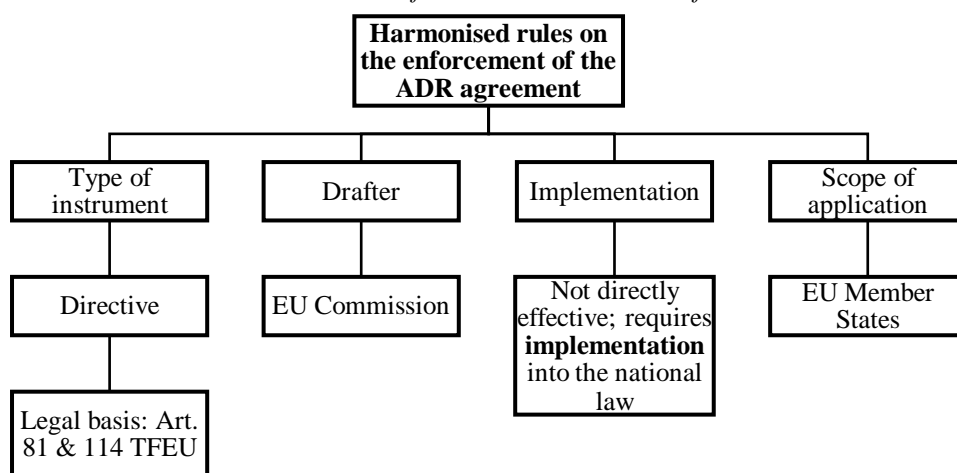 Harmonised rules on
the enforcement of the
ADR agreement
Type of
instrument
Drafter
Implementation
Scope of
application
Directive
EU Commission
Not directly
effective; requires
implementation
into the national
law
EU Member
States
Legal basis: Art.
81 & 114 TFEU